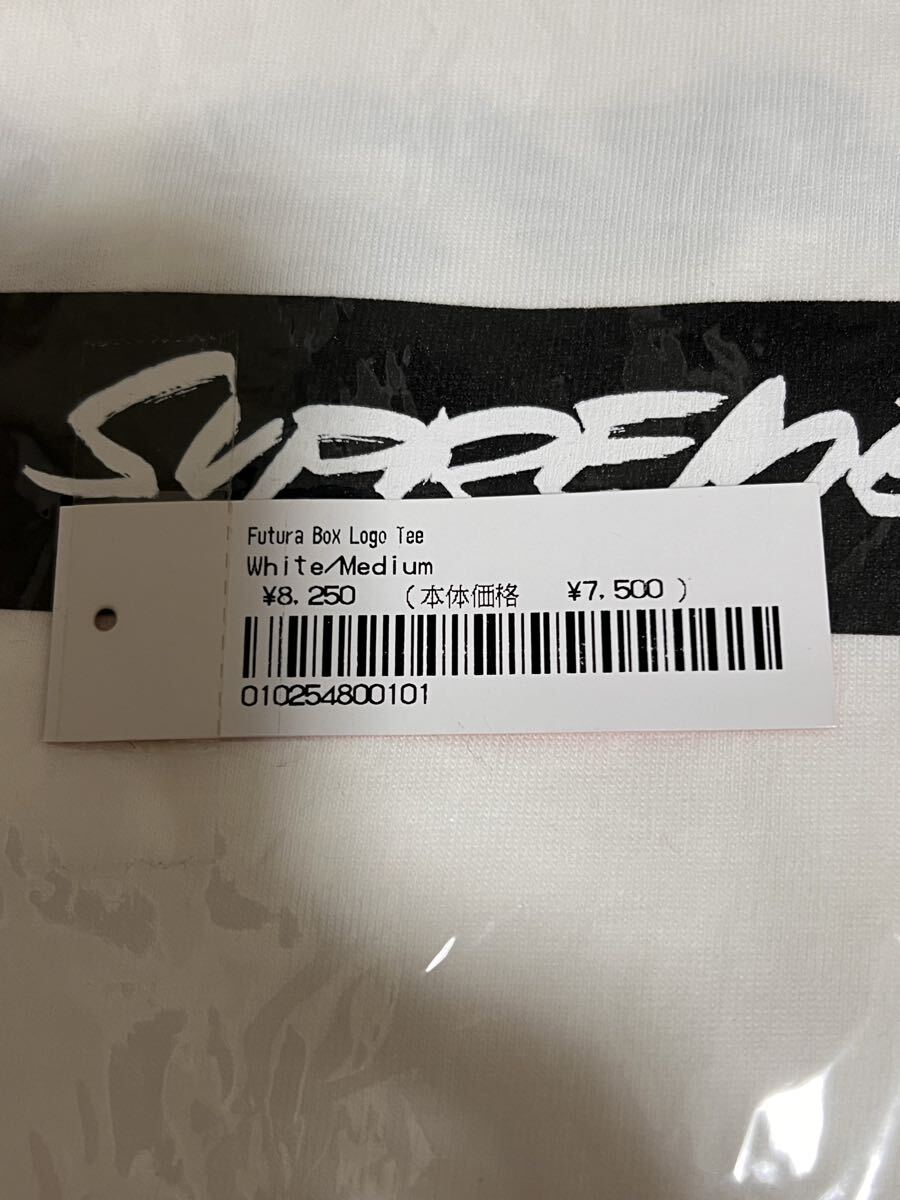 SUPREME
Futura Box Logo Tee
White/Medium
¥8,250 (本体価格 ¥7,500 )
010254800101